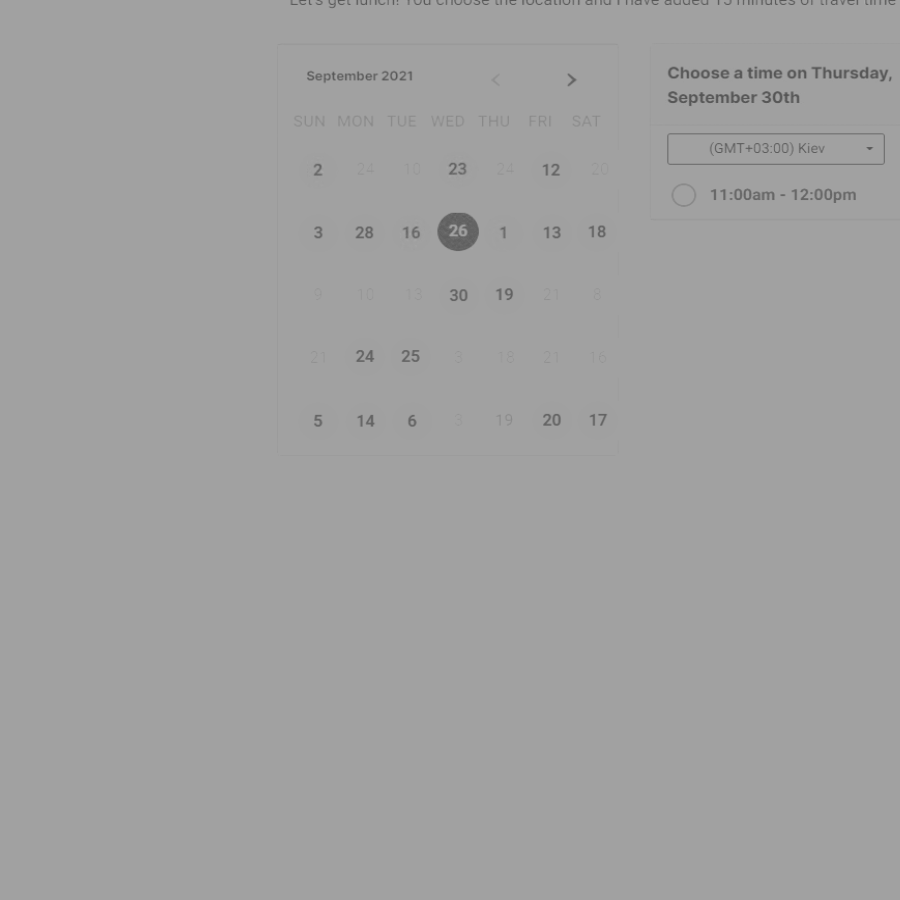 Let's get lunch! You choose the location and I have added 15 minutes of travel time
September 2021
Choose a time on Thursday,
September 30th
SUN MON TUE WED THU FRI SAT
(GMT+03:00) Kiev
2 24 10 23 24 12 20
11:00am - 12:00pm
3 28 16 26 1 13 18
9 13 30 19 21 8
21 24 25 3 18 21 16
5 14 6 3 19 20 17